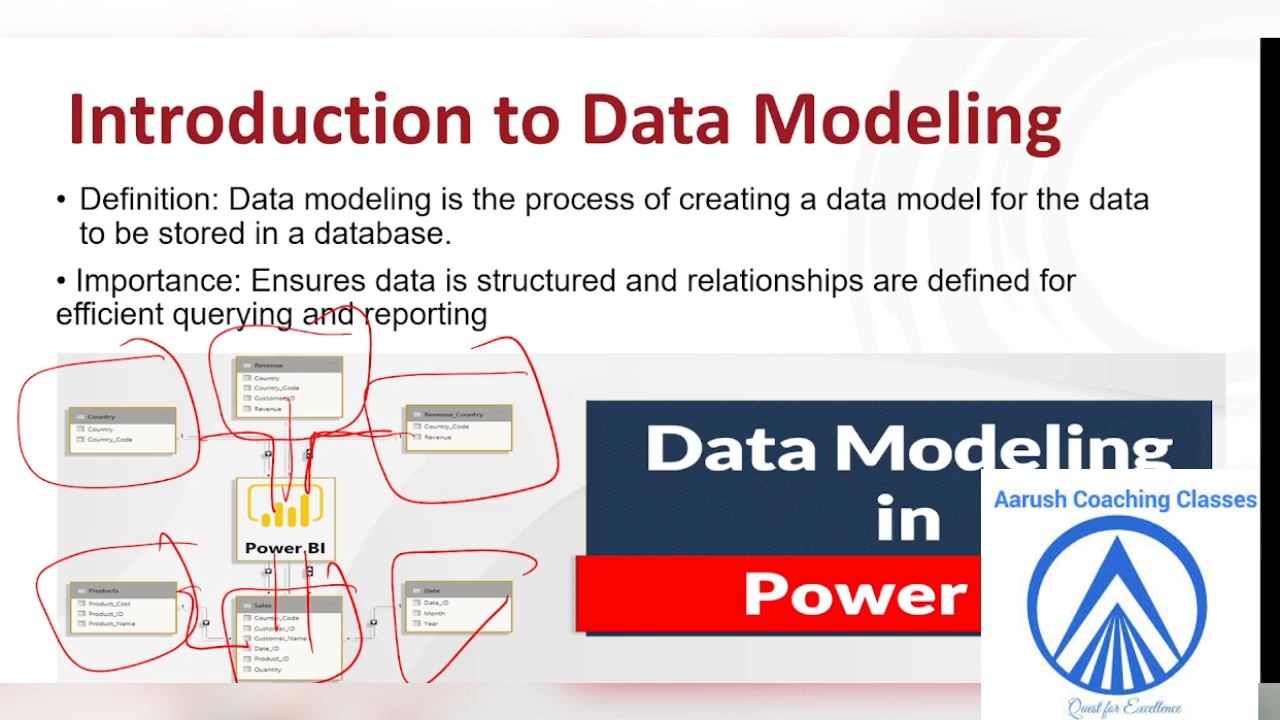 Introduction to Data Modeling
• Definition: Data modeling is the process of creating a data model for the data
to be stored in a database.
• Importance: Ensures data is structured and relationships are defined for
efficient querying and reporting
Revenue
Country
Country_Code
Revenue
Country
Country
Country_Code
Revenue_Country
Country_Code
Revenue
Power BI
Products
Product_Cost
Product_ID
Product_Name
Sales
Country_Code
Customer_ID
Customer_Name
Date_ID
Product_ID
Quantity
Date
Date_ID
Month
Year
Data Modeling
in
Power
Aarush Coaching Classes
Quest for Excellence